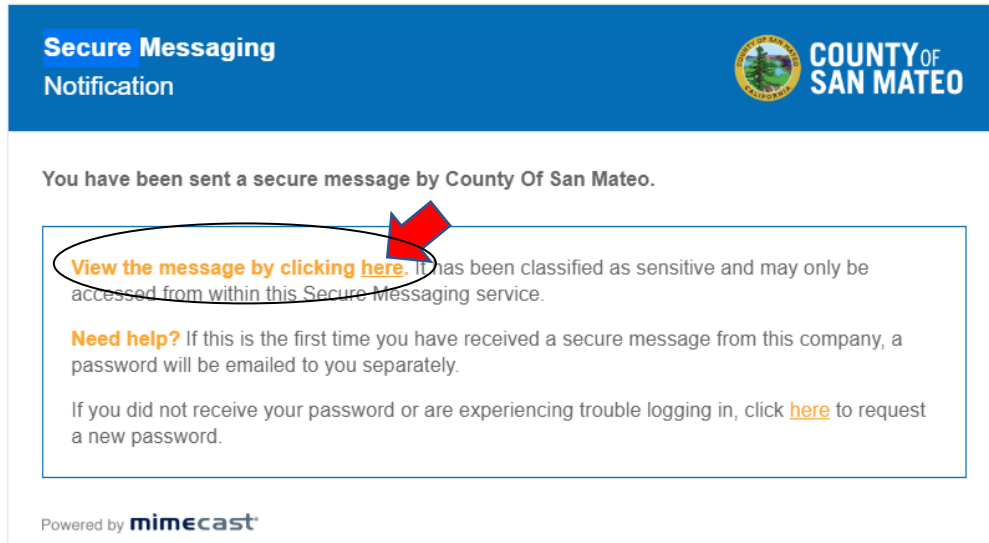 Secure Messaging
Notification
COUNTY OF
SAN MATEO
You have been sent a secure message by County Of San Mateo.
View the message by clicking here. It has been classified as sensitive and may only be
accessed from within this Secure Messaging service.
Need help? If this is the first time you have received a secure message from this company, a
password will be emailed to you separately.
If you did not receive your password or are experiencing trouble logging in, click here to request
a new password.
Powered by mimecast